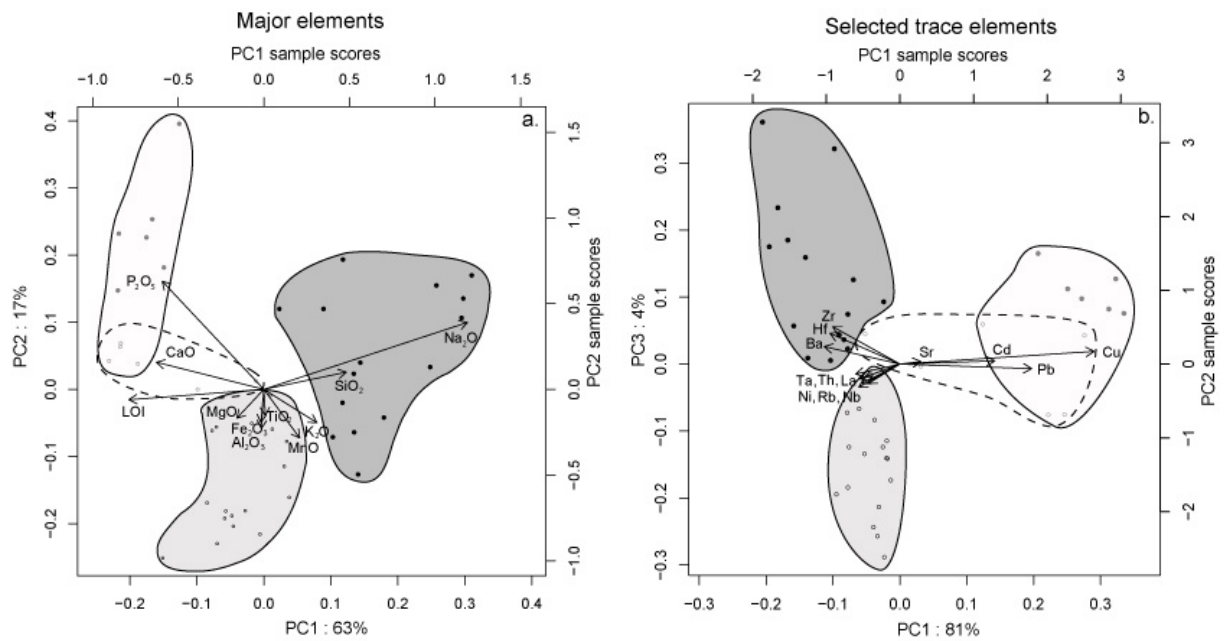 Major elements
PC1 sample scores
−1.0 −0.5 0.0 0.5 1.0 1.5
a.
PC2 : 17%
0.4
0.3
0.2
0.1
0.0
−0.1
−0.2
PC2 sample scores
1.5
1.0
0.5
0.0
−0.5
−1.0
P₂O₅
CaO
LOI
Na₂O
SiO₂
MgO
TiO₂
Fe₂O₃
K₂O
Al₂O₃
MnO
−0.2 −0.1 0.0 0.1 0.2 0.3 0.4
PC1 : 63%
Selected trace elements
PC1 sample scores
−2 −1 0 1 2 3
b.
PC3 : 4%
0.3
0.2
0.1
0.0
−0.1
−0.2
−0.3
PC2 sample scores
3
2
1
0
−1
−2
Zr
Hf
Ba
Sr
Cd
Cu
Pb
Ta, Th, La
Ni, Rb, Nb
−0.3 −0.2 −0.1 0.0 0.1 0.2 0.3
PC1 : 81%